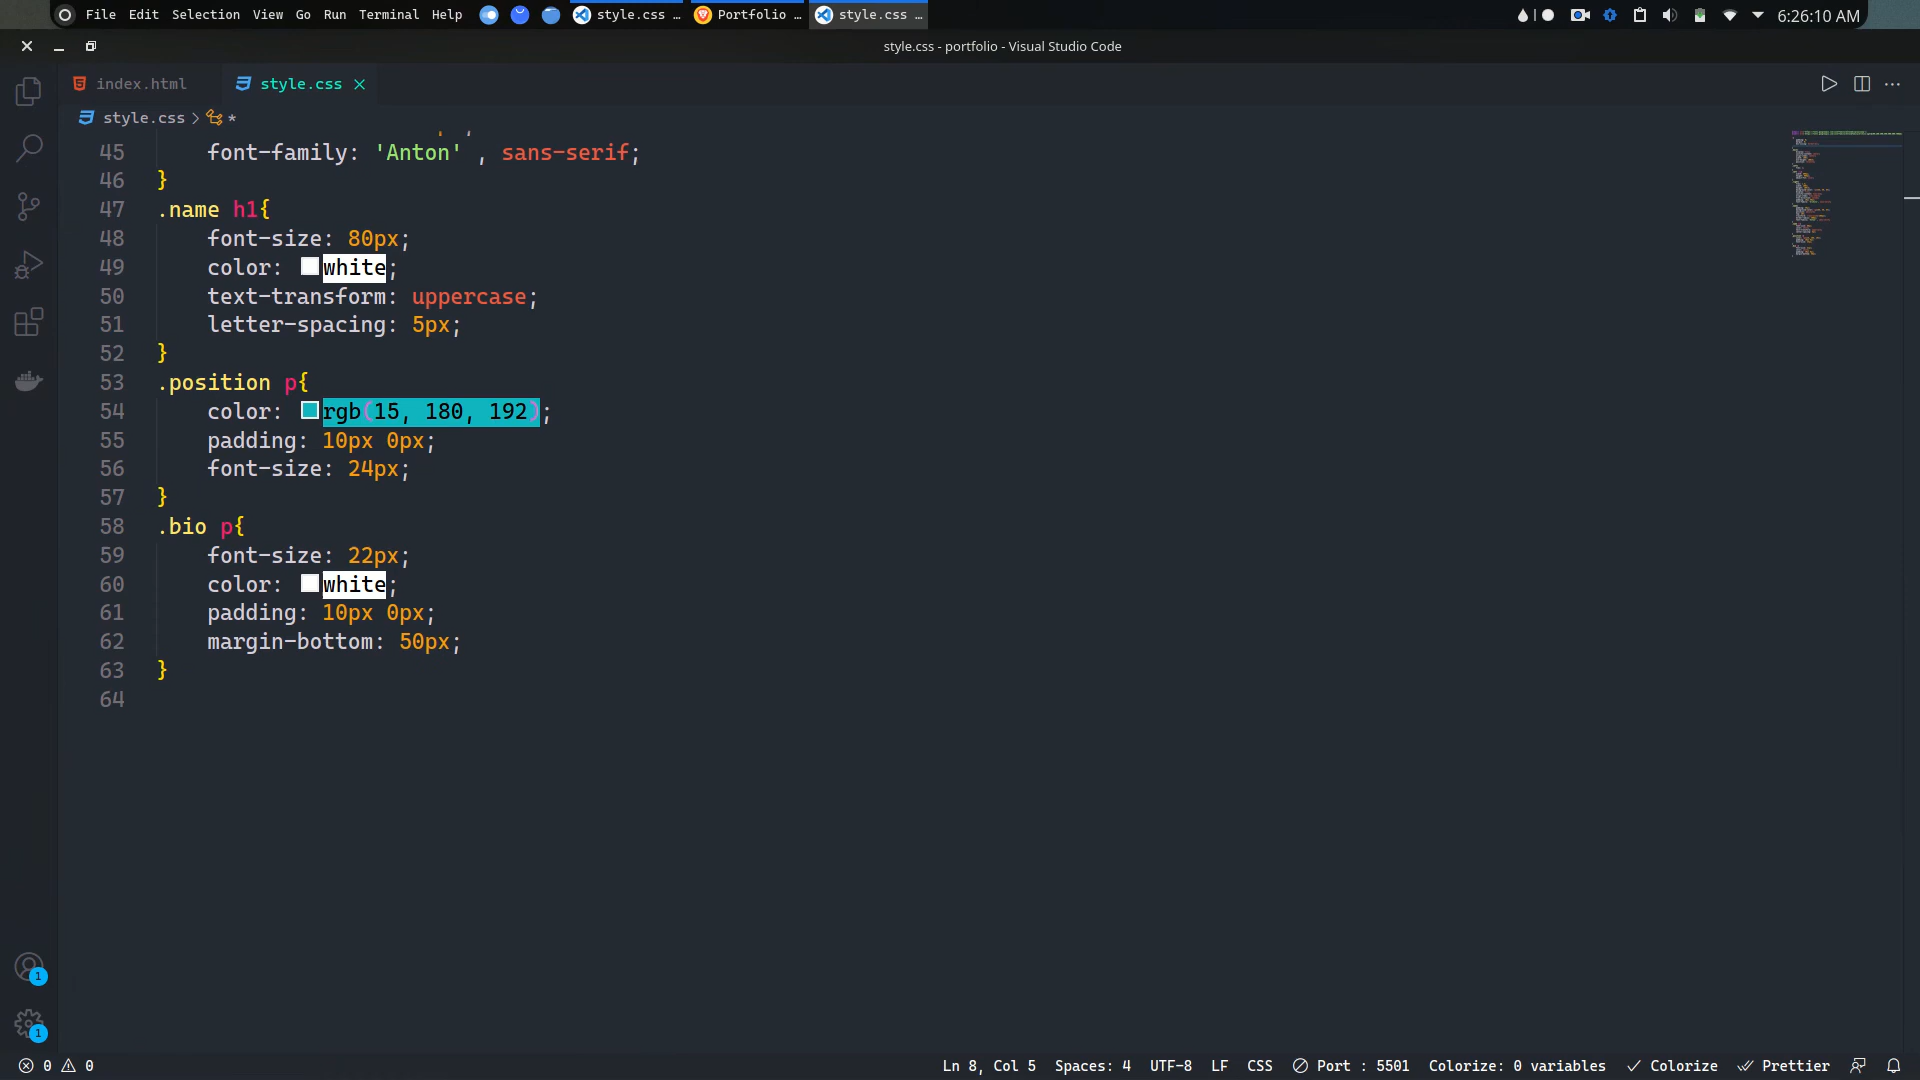 File Edit Selection View Go Run Terminal Help style.css … Portfolio … style.css … 6:26:10 AM
style.css - portfolio - Visual Studio Code
index.html style.css
style.css > *
45 font-family: 'Anton' , sans-serif;
46 }
47 .name h1{
48 font-size: 80px;
49 color: white;
50 text-transform: uppercase;
51 letter-spacing: 5px;
52 }
53 .position p{
54 color: rgb(15, 180, 192);
55 padding: 10px 0px;
56 font-size: 24px;
57 }
58 .bio p{
59 font-size: 22px;
60 color: white;
61 padding: 10px 0px;
62 margin-bottom: 50px;
63 }
64
1
1
0 0 Ln 8, Col 5 Spaces: 4 UTF-8 LF CSS Port : 5501 Colorize: 0 variables Colorize Prettier